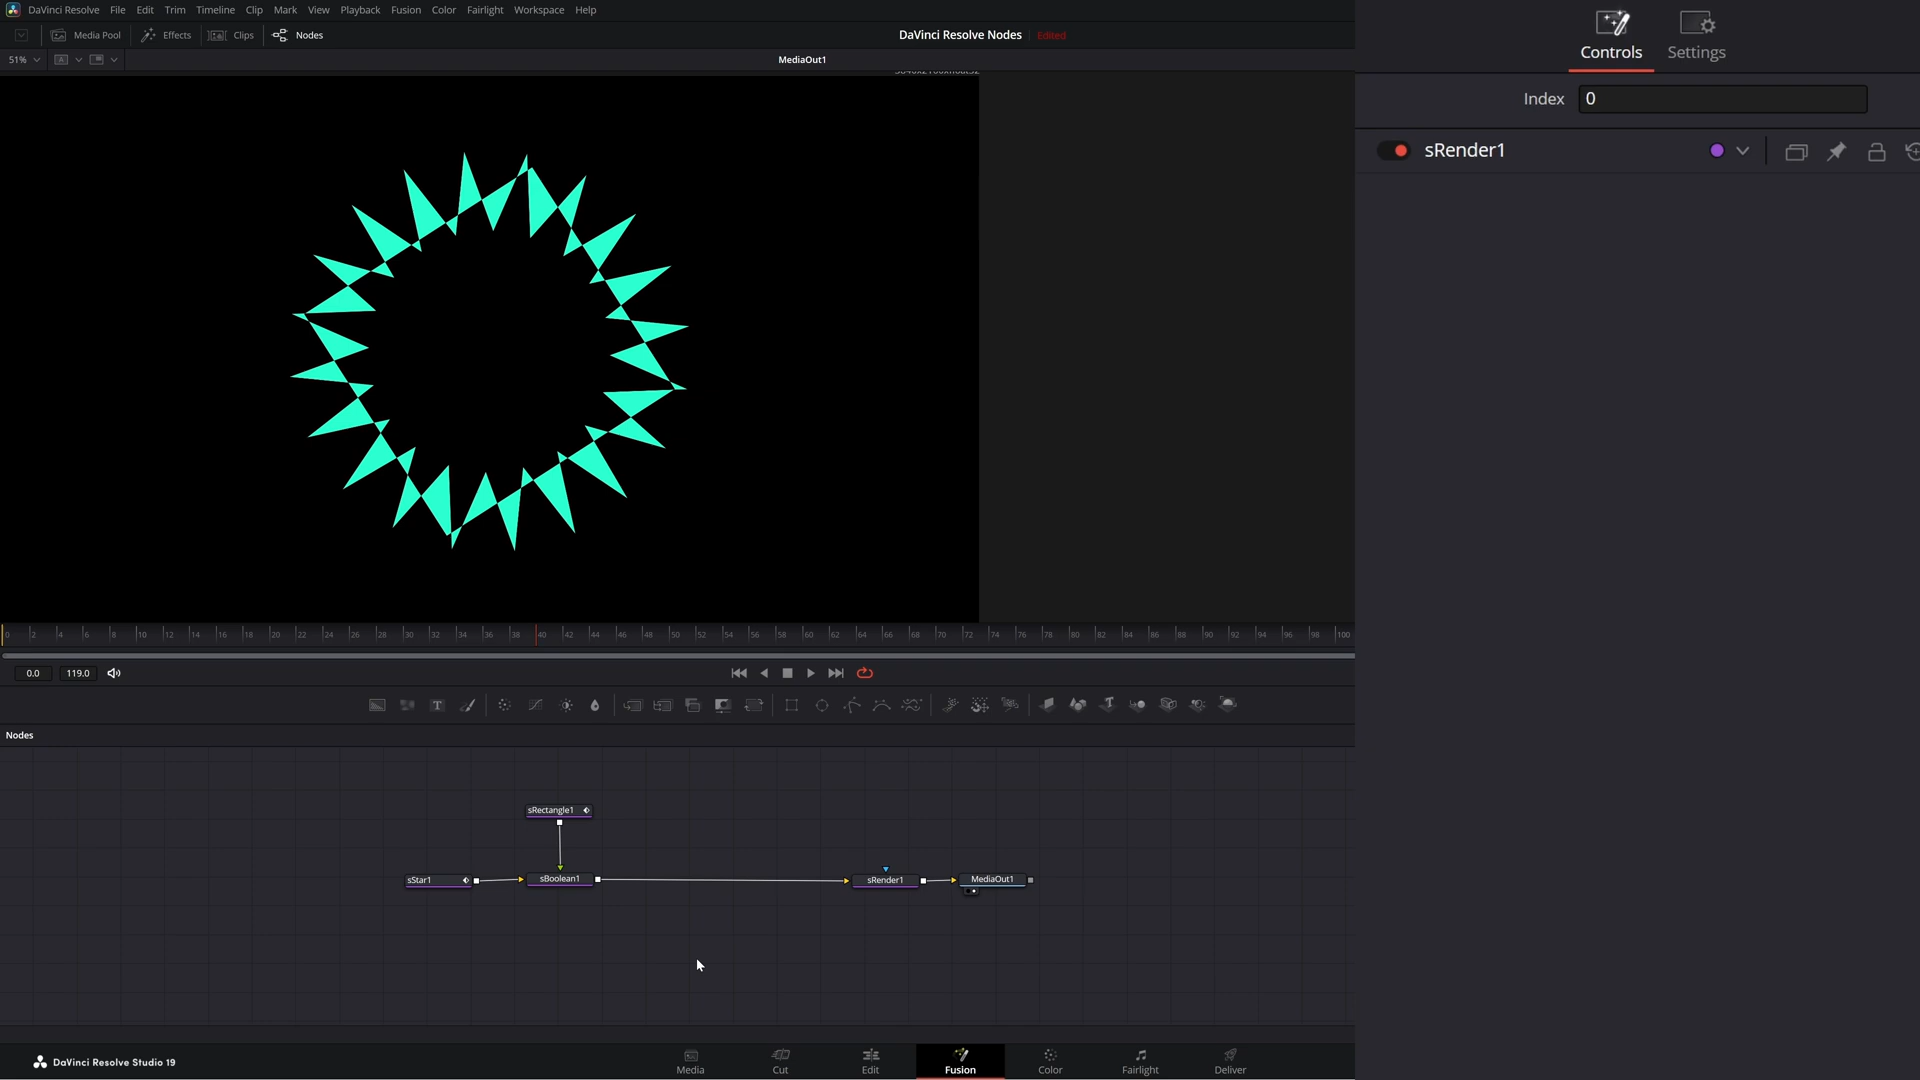 DaVinci Resolve File Edit Trim Timeline Clip Mark View Playback Fusion Color Fairlight Workspace Help
Media Pool Effects Clips Nodes DaVinci Resolve Nodes Edited
51% A MediaOut1
Controls Settings
Index 0
sRender1
0 2 4 6 8 10 12 14 16 18 20 22 24 26 28 30 32 34 36 38 40 42 44 46 48 50 52 54 56 58 60 62 64 66 68 70 72 74 76 78 80 82 84 86 88 90 92 94 96 98 100
0.0 119.0
T T
Nodes
sRectangle1
sStar1 sBoolean1 sRender1 MediaOut1
DaVinci Resolve Studio 19
Media Cut Edit Fusion Color Fairlight Deliver